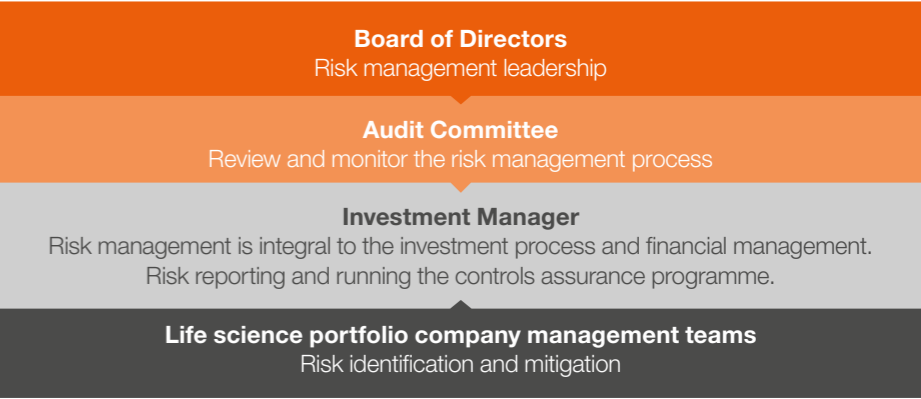 Board of Directors
Risk management leadership
Audit Committee
Review and monitor the risk management process
Investment Manager
Risk management is integral to the investment process and financial management.
Risk reporting and running the controls assurance programme.
Life science portfolio company management teams
Risk identification and mitigation